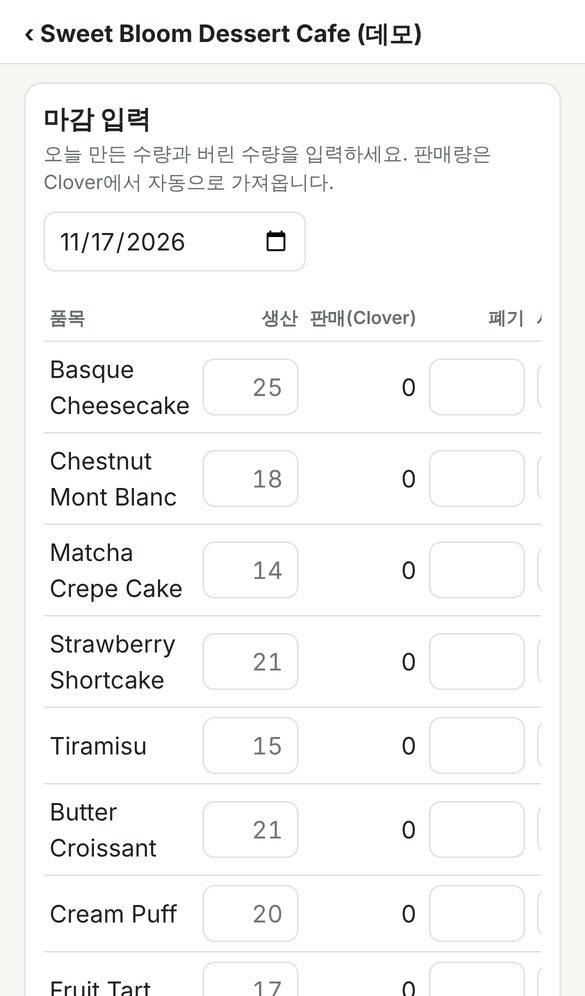 ‹ Sweet Bloom Dessert Cafe (데모)
마감 입력
오늘 만든 수량과 버린 수량을 입력하세요. 판매량은
Clover에서 자동으로 가져옵니다.
11/17/2026
품목 생산 판매(Clover) 폐기
Basque
Cheesecake 25 0
Chestnut
Mont Blanc 18 0
Matcha
Crepe Cake 14 0
Strawberry
Shortcake 21 0
Tiramisu 15 0
Butter
Croissant 21 0
Cream Puff 20 0
Fruit Tart 17 0